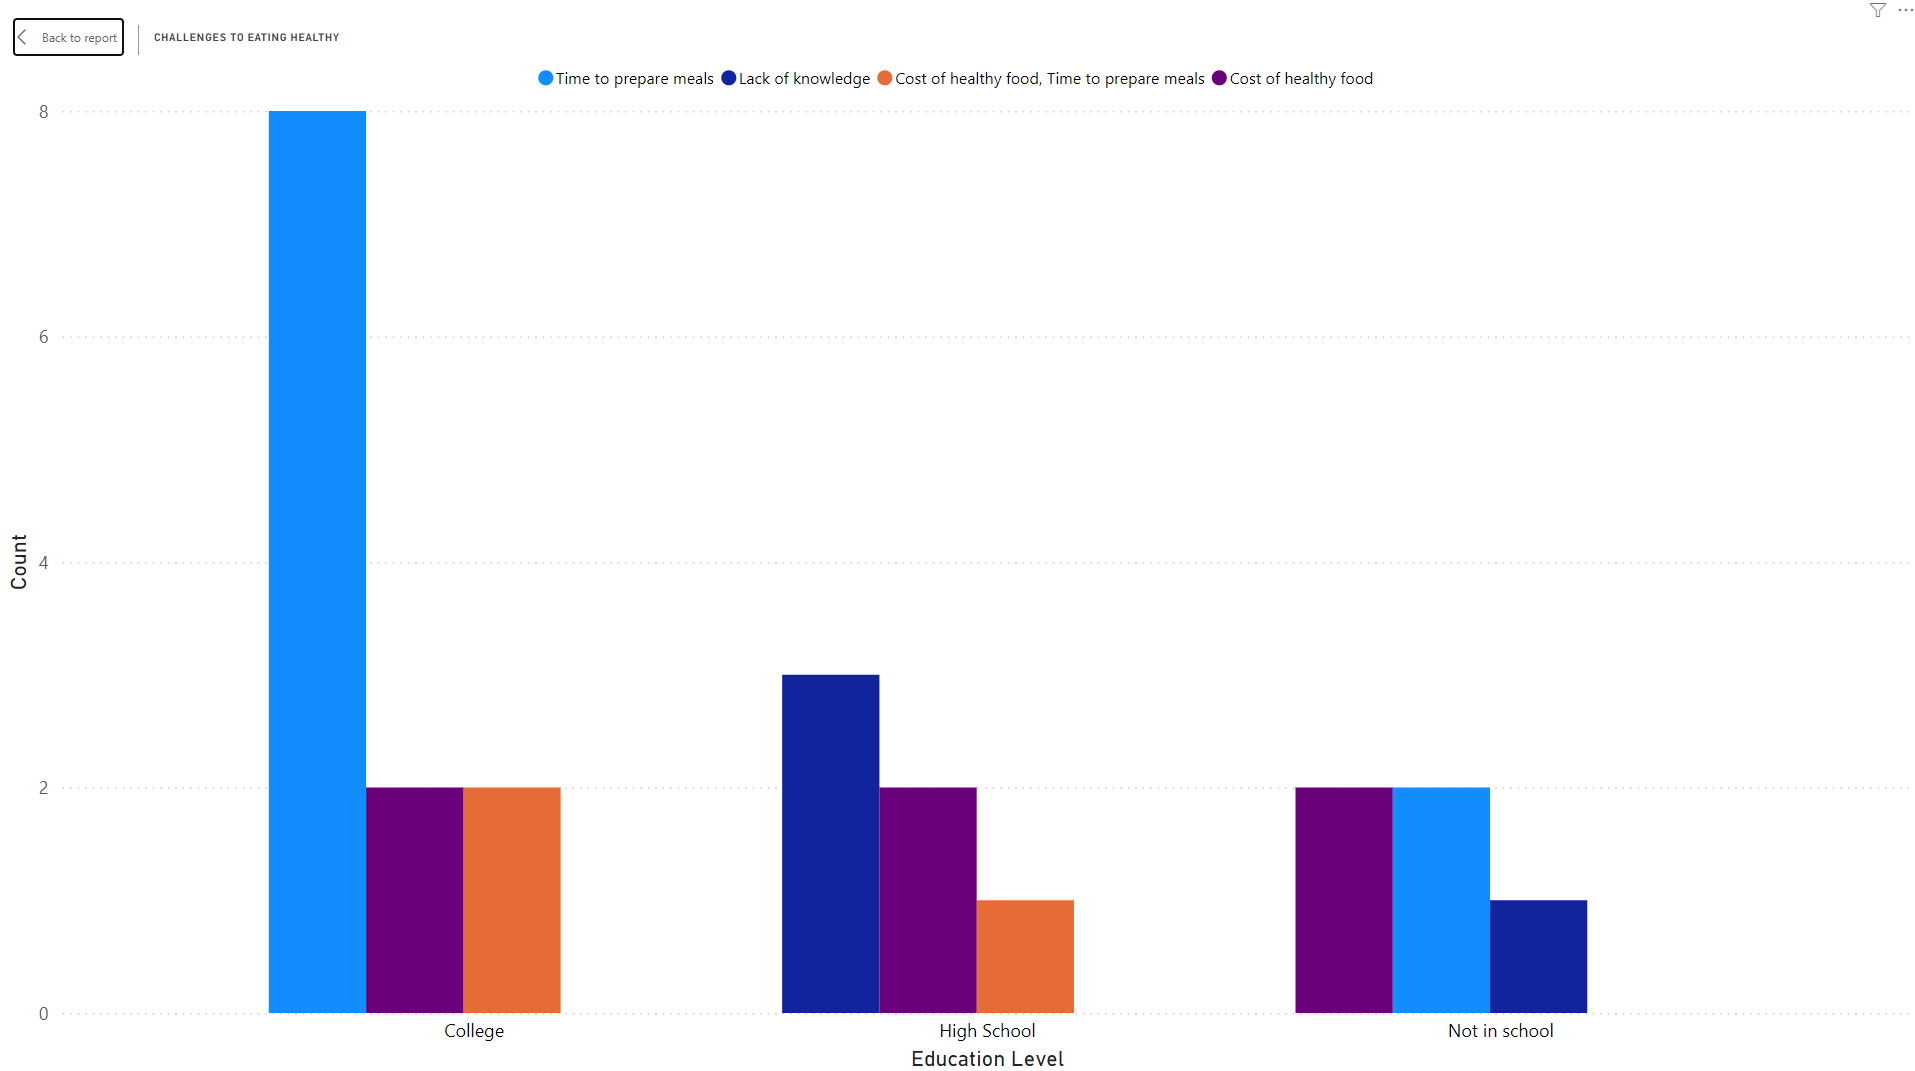 Back to report
CHALLENGES TO EATING HEALTHY
Time to prepare meals Lack of knowledge Cost of healthy food, Time to prepare meals Cost of healthy food
8
6
4
2
0
Count
College High School Not in school
Education Level